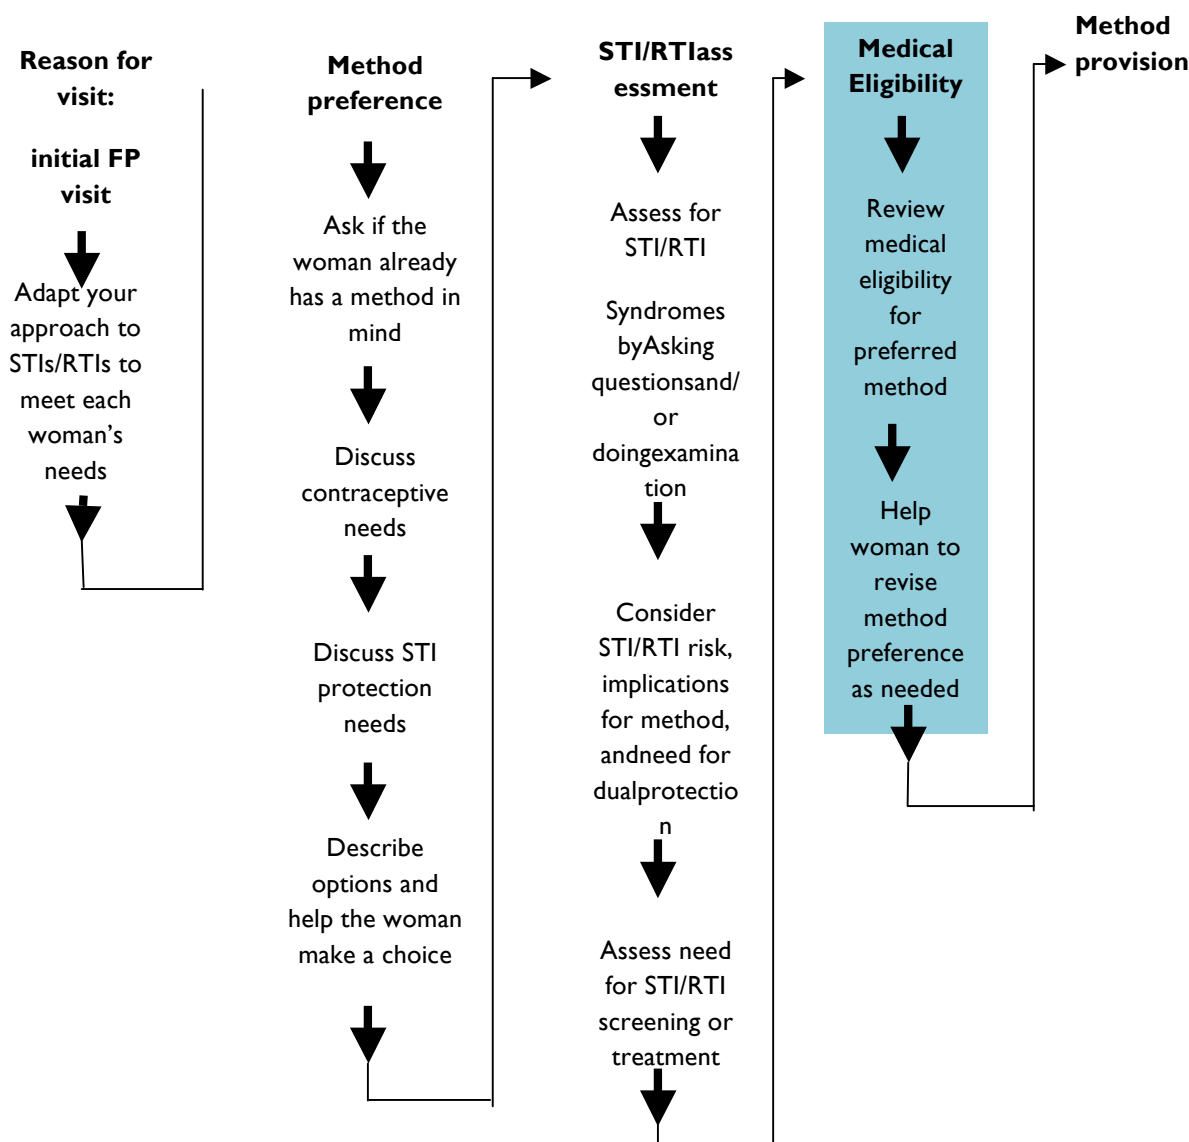 Reason for
visit:
initial FP
visit
Adapt your
approach to
STIs/RTIs to
meet each
woman’s
needs
Method
preference
Ask if the
woman already
has a method in
mind
Discuss
contraceptive
needs
Discuss STI
protection
needs
Describe
options and
help the woman
make a choice
STI/RTIass
essment
Assess for
STI/RTI
Syndromes
byAsking
questionsand/
or
doingexamina
tion
Consider
STI/RTI risk,
implications
for method,
andneed for
dualprotectio
n
Assess need
for STI/RTI
screening or
treatment
Medical
Eligibility
Review
medical
eligibility
for
preferred
method
Help
woman to
revise
method
preference
as needed
Method
provision